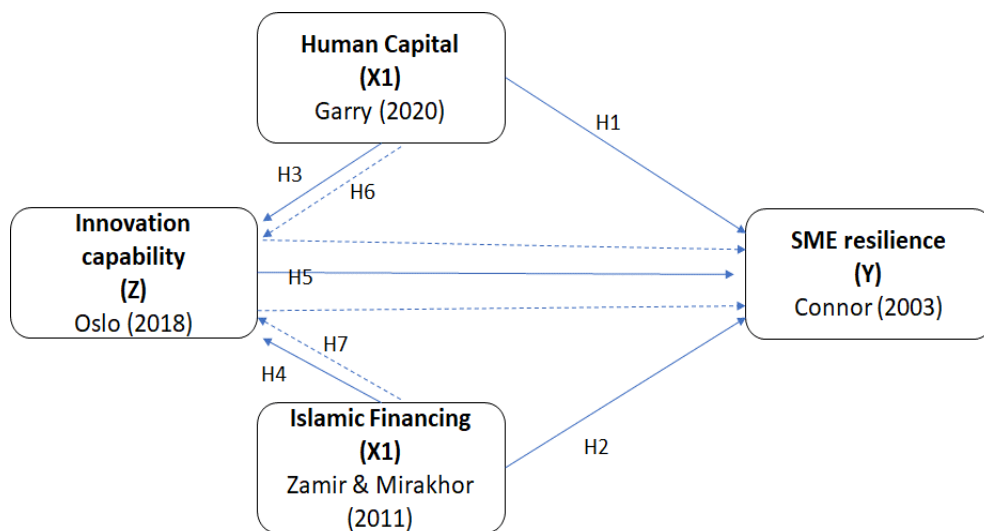 Human Capital
(X1)
Garry (2020)
H1
H3
H6
Innovation
capability
(Z)
Oslo (2018)
H5
SME resilience
(Y)
Connor (2003)
H7
H4
Islamic Financing
(X1)
Zamir & Mirakhor
(2011)
H2